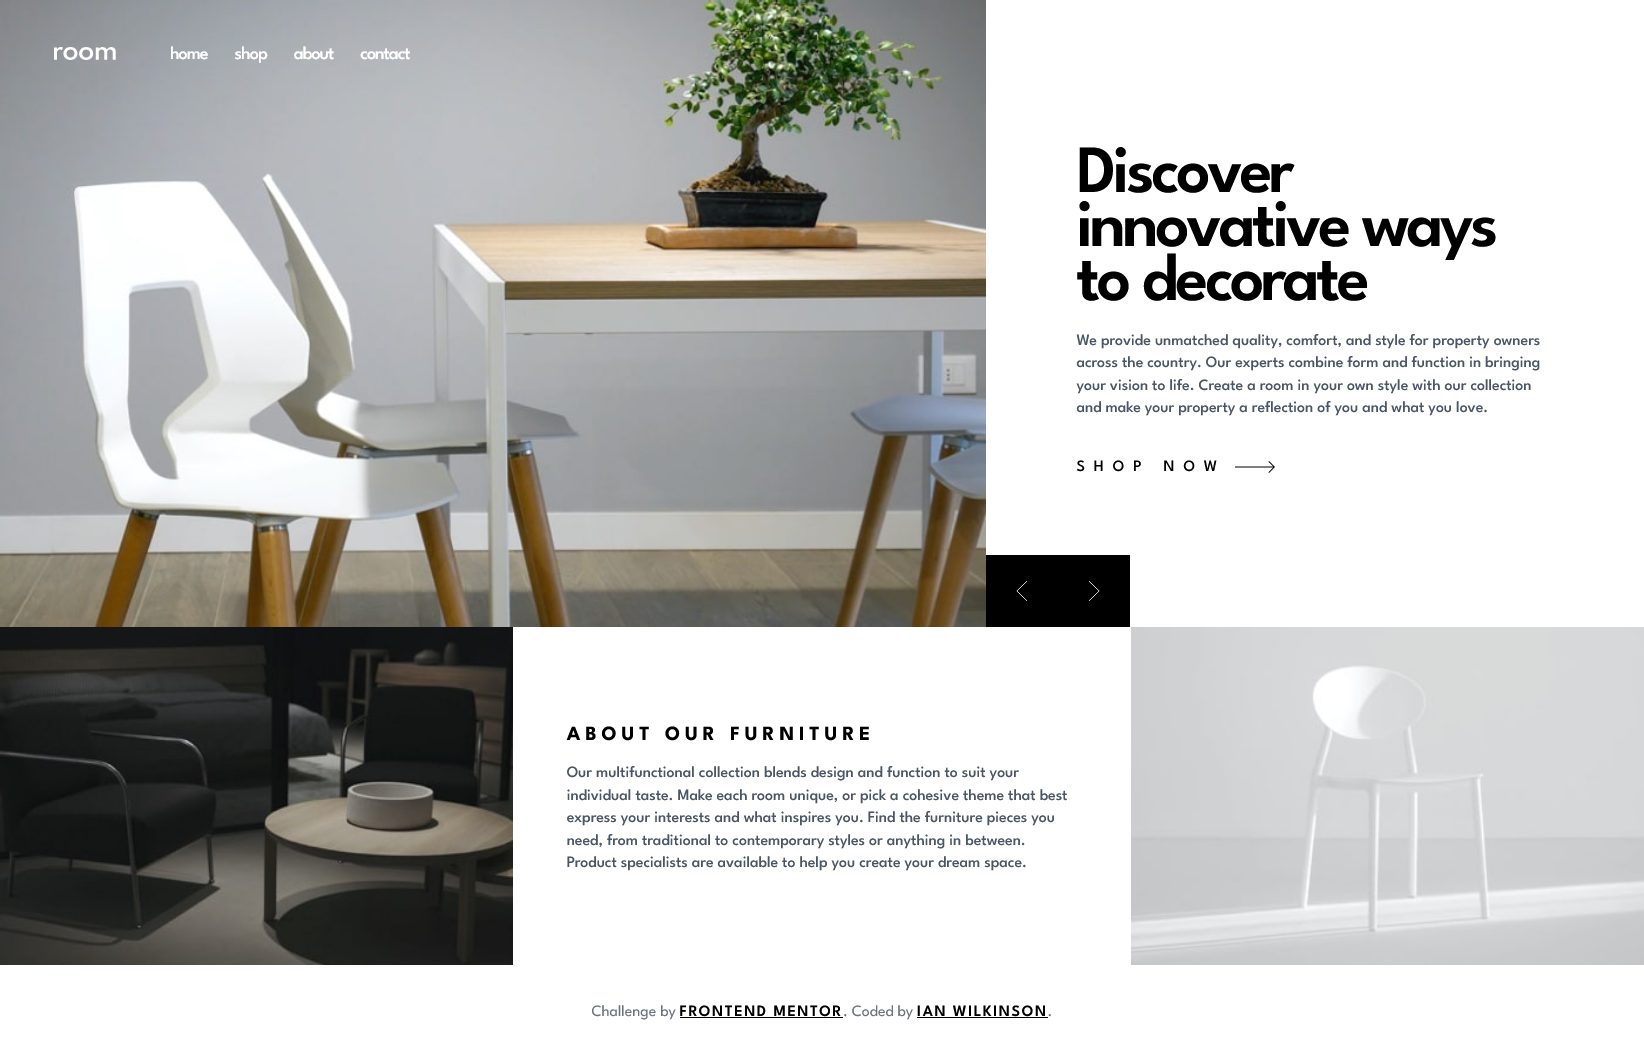 room home shop about contact
Discover
innovative ways
to decorate
We provide unmatched quality, comfort, and style for property owners
across the country. Our experts combine form and function in bringing
your vision to life. Create a room in your own style with our collection
and make your property a reflection of you and what you love.
SHOP NOW
ABOUT OUR FURNITURE
Our multifunctional collection blends design and function to suit your
individual taste. Make each room unique, or pick a cohesive theme that best
express your interests and what inspires you. Find the furniture pieces you
need, from traditional to contemporary styles or anything in between.
Product specialists are available to help you create your dream space.
Challenge by FRONTEND MENTOR. Coded by IAN WILKINSON.